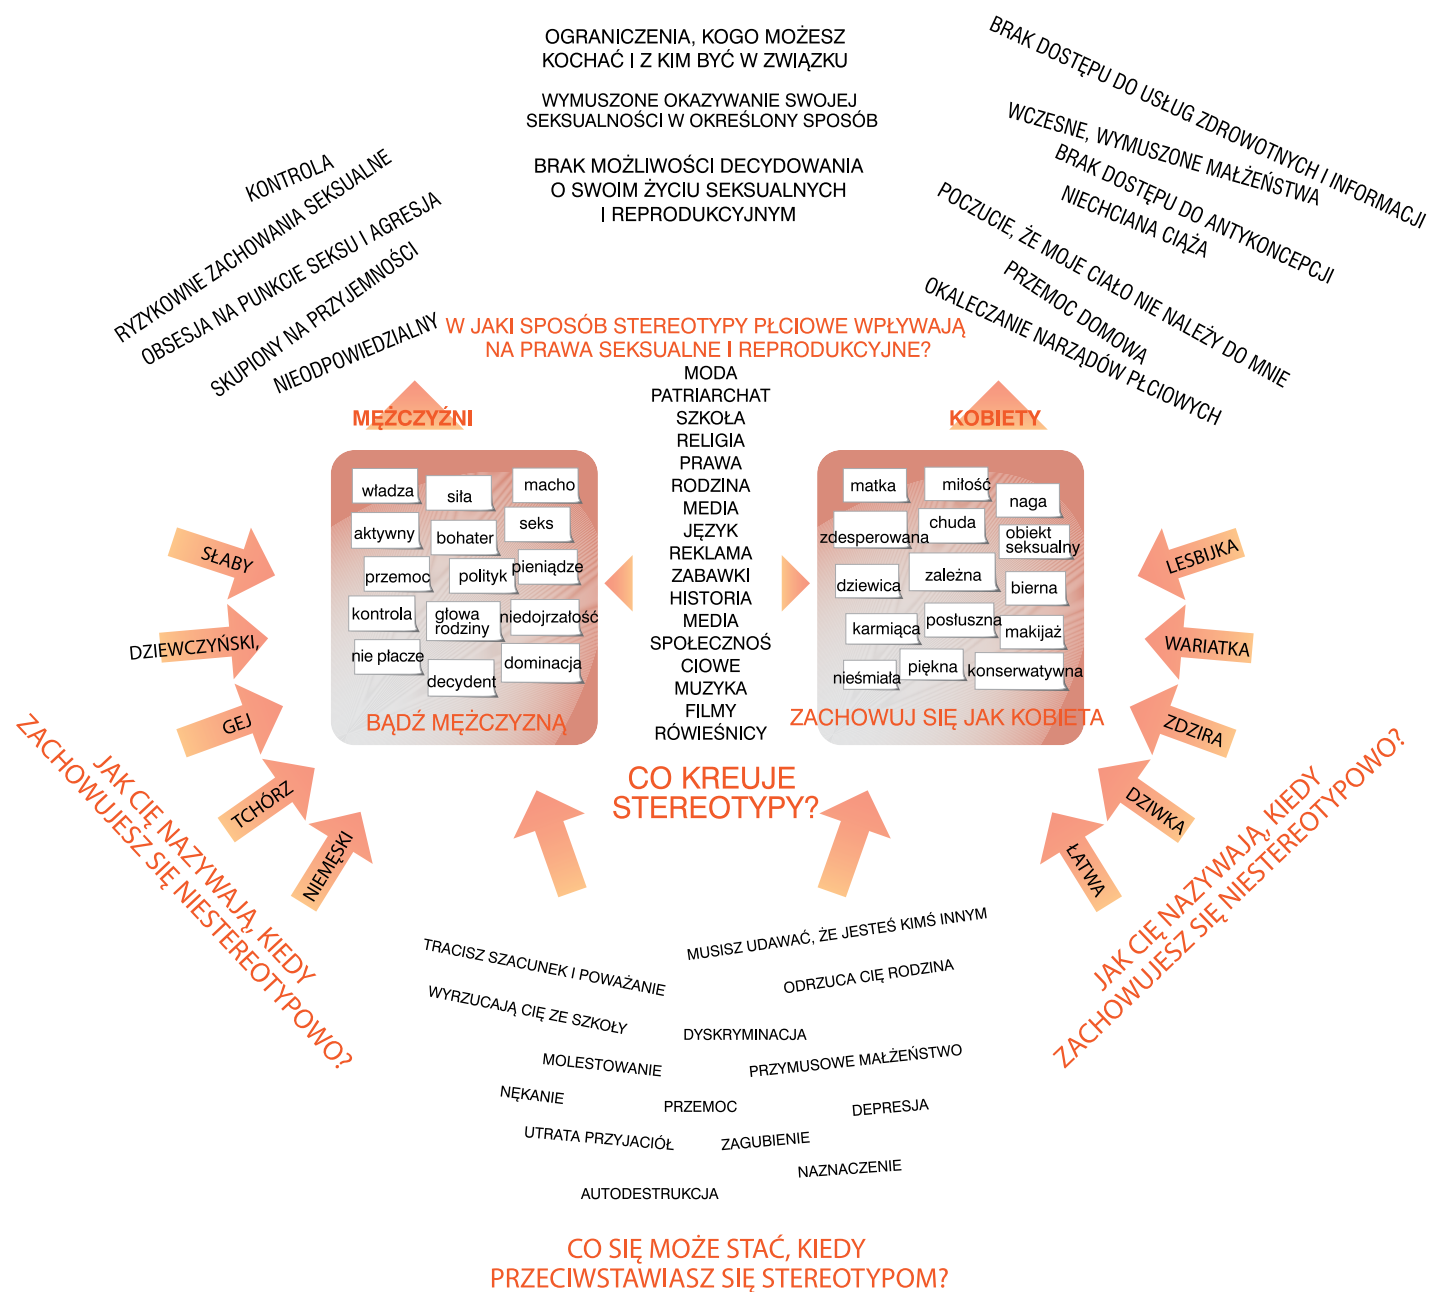 OGRANICZENIA, KOGO MOŻESZ
KOCHAĆ I Z KIM BYĆ W ZWIĄZKU
WYMUSZONE OKAZYWANIE SWOJEJ
SEKSUALNOŚCI W OKREŚLONY SPOSÓB
BRAK MOŻLIWOŚCI DECYDOWANIA
O SWOIM ŻYCIU SEKSUALNYCH
I REPRODUKCYJNYM
KONTROLA
RYZYKOWNE ZACHOWANIA SEKSUALNE
OBSESJA NA PUNKCIE SEKSU I AGRESJA
SKUPIONY NA PRZYJEMNOŚCI
NIEODPOWIEDZIALNY
BRAK DOSTĘPU DO USŁUG ZDROWOTNYCH I INFORMACJI
WCZESNE, WYMUSZONE MAŁŻEŃSTWA
BRAK DOSTĘPU DO ANTYKONCEPCJI
NIECHCIANA CIĄŻA
POCZUCIE, ŻE MOJE CIAŁO NIE NALEŻY DO MNIE
PRZEMOC DOMOWA
OKALECZANIE NARZĄDÓW PŁCIOWYCH
W JAKI SPOSÓB STEREOTYPY PŁCIOWE WPŁYWAJĄ
NA PRAWA SEKSUALNE I REPRODUKCYJNE?
MĘŻCZYŹNI
władza
siła
macho
aktywny
bohater
seks
przemoc
polityk
pieniądze
kontrola
głowa
rodziny
niedojrzałość
nie płacze
decydent
dominacja
BĄDŹ MĘŻCZYZNĄ
MODA
PATRIARCHAT
SZKOŁA
RELIGIA
PRAWA
RODZINA
MEDIA
JĘZYK
REKLAMA
ZABAWKI
HISTORIA
MEDIA
SPOŁECZNOŚ
CIOWE
MUZYKA
FILMY
RÓWIEŚNICY
CO KREUJE
STEREOTYPY?
KOBIETY
matka
miłość
naga
zdesperowana
chuda
obiekt
seksualny
dziewica
zależna
bierna
karmiąca
posłuszna
makijaż
nieśmiała
piękna
konserwatywna
ZACHOWUJ SIĘ JAK KOBIETA
SŁABY
DZIEWCZYŃSKI,
GEJ
TCHÓRZ
NIEMĘSKI
JAK CIĘ NAZYWAJĄ, KIEDY
ZACHOWUJESZ SIĘ NIESTEREOTYPOWO?
LESBIJKA
WARIATKA
ZDZIRA
DZIWKA
ŁATWA
JAK CIĘ NAZYWAJĄ, KIEDY
ZACHOWUJESZ SIĘ NIESTEREOTYPOWO?
TRACISZ SZACUNEK I POWAŻANIE
MUSISZ UDAWAĆ, ŻE JESTEŚ KIMŚ INNYM
WYRZUCAJĄ CIĘ ZE SZKOŁY
ODRZUCA CIĘ RODZINA
DYSKRYMINACJA
MOLESTOWANIE
PRZYMUSOWE MAŁŻEŃSTWO
NĘKANIE
PRZEMOC
DEPRESJA
UTRATA PRZYJACIÓŁ
ZAGUBIENIE
NAZNACZENIE
AUTODESTRUKCJA
CO SIĘ MOŻE STAĆ, KIEDY
PRZECIWSTAWIASZ SIĘ STEREOTYPOM?